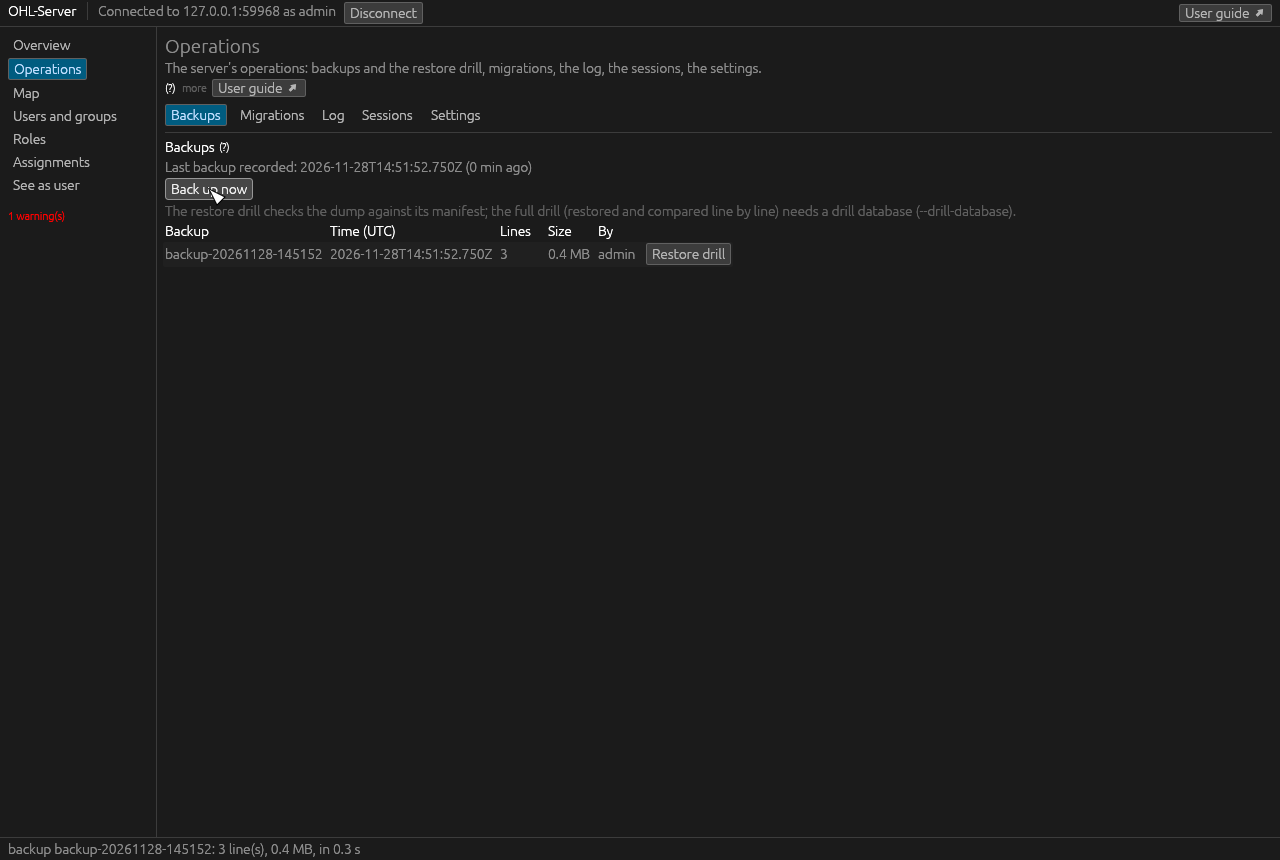 OHL-Server Connected to 127.0.0.1:59968 as admin Disconnect User guide
Overview
Operations
Map
Users and groups
Roles
Assignments
See as user
1 warning(s)
Operations
The server's operations: backups and the restore drill, migrations, the log, the sessions, the settings.
(?) more User guide
Backups Migrations Log Sessions Settings
Backups (?)
Last backup recorded: 2026-11-28T14:51:52.750Z (0 min ago)
Back up now
The restore drill checks the dump against its manifest; the full drill (restored and compared line by line) needs a drill database (--drill-database).
Backup Time (UTC) Lines Size By
backup-20261128-145152 2026-11-28T14:51:52.750Z 3 0.4 MB admin Restore drill
backup backup-20261128-145152: 3 line(s), 0.4 MB, in 0.3 s